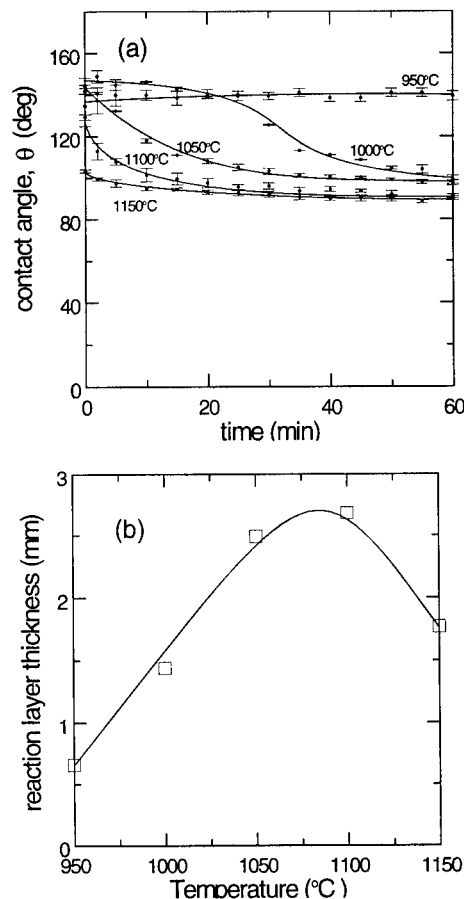 (a)
160
120
80
40
0
contact angle, θ (deg)
950°C
1000°C
1050°C
1100°C
1150°C
0 20 40 60
time (min)
(b)
3
2
1
0
reaction layer thickness (mm)
950 1000 1050 1100 1150
Temperature (°C)